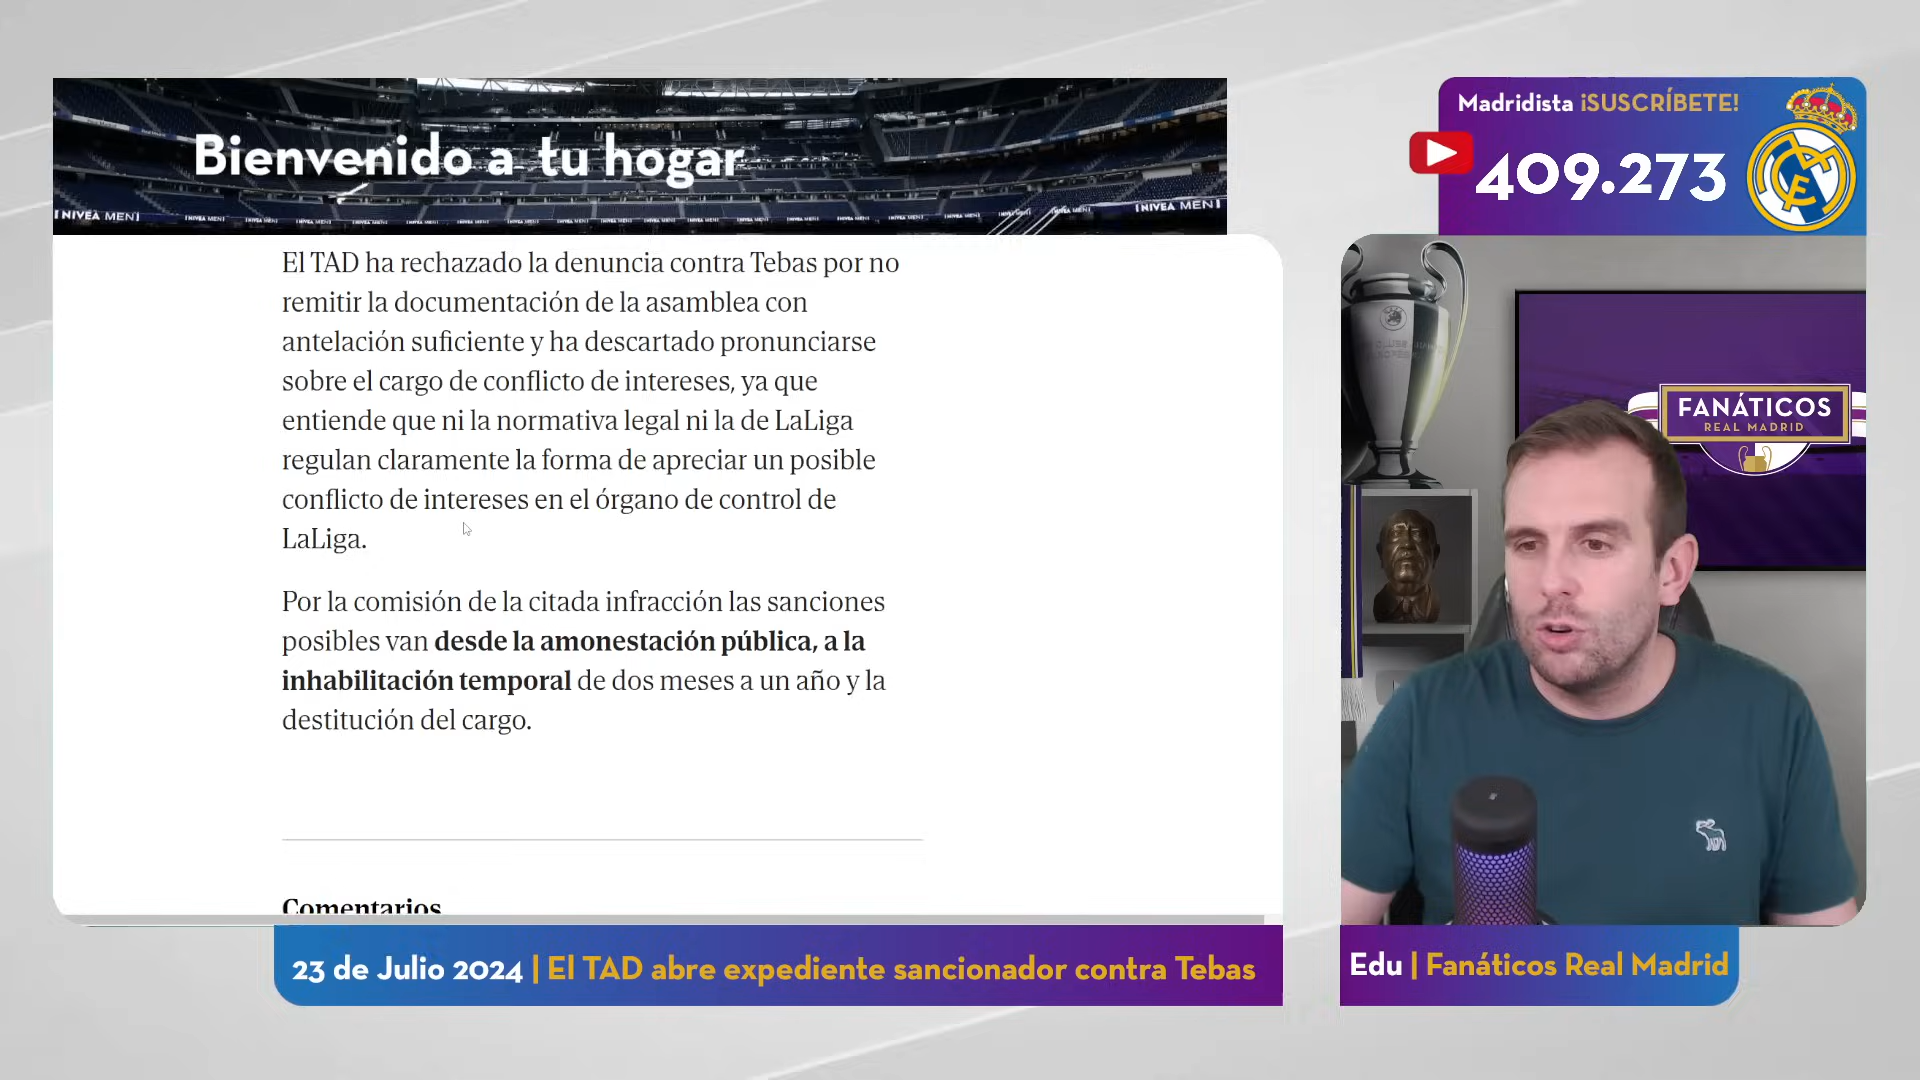 Bienvenido a tu hogar
NIVEA MEN
NIVEA MEN
Madridista ¡SUSCRÍBETE!
409.273
El TAD ha rechazado la denuncia contra Tebas por no
remitir la documentación de la asamblea con
antelación suficiente y ha descartado pronunciarse
sobre el cargo de conflicto de intereses, ya que
entiende que ni la normativa legal ni la de LaLiga
regulan claramente la forma de apreciar un posible
conflicto de intereses en el órgano de control de
LaLiga.
Por la comisión de la citada infracción las sanciones
posibles van desde la amonestación pública, a la
inhabilitación temporal de dos meses a un año y la
destitución del cargo.
Comentarios
FANÁTICOS
REAL MADRID
23 de Julio 2024 | El TAD abre expediente sancionador contra Tebas
Edu | Fanáticos Real Madrid